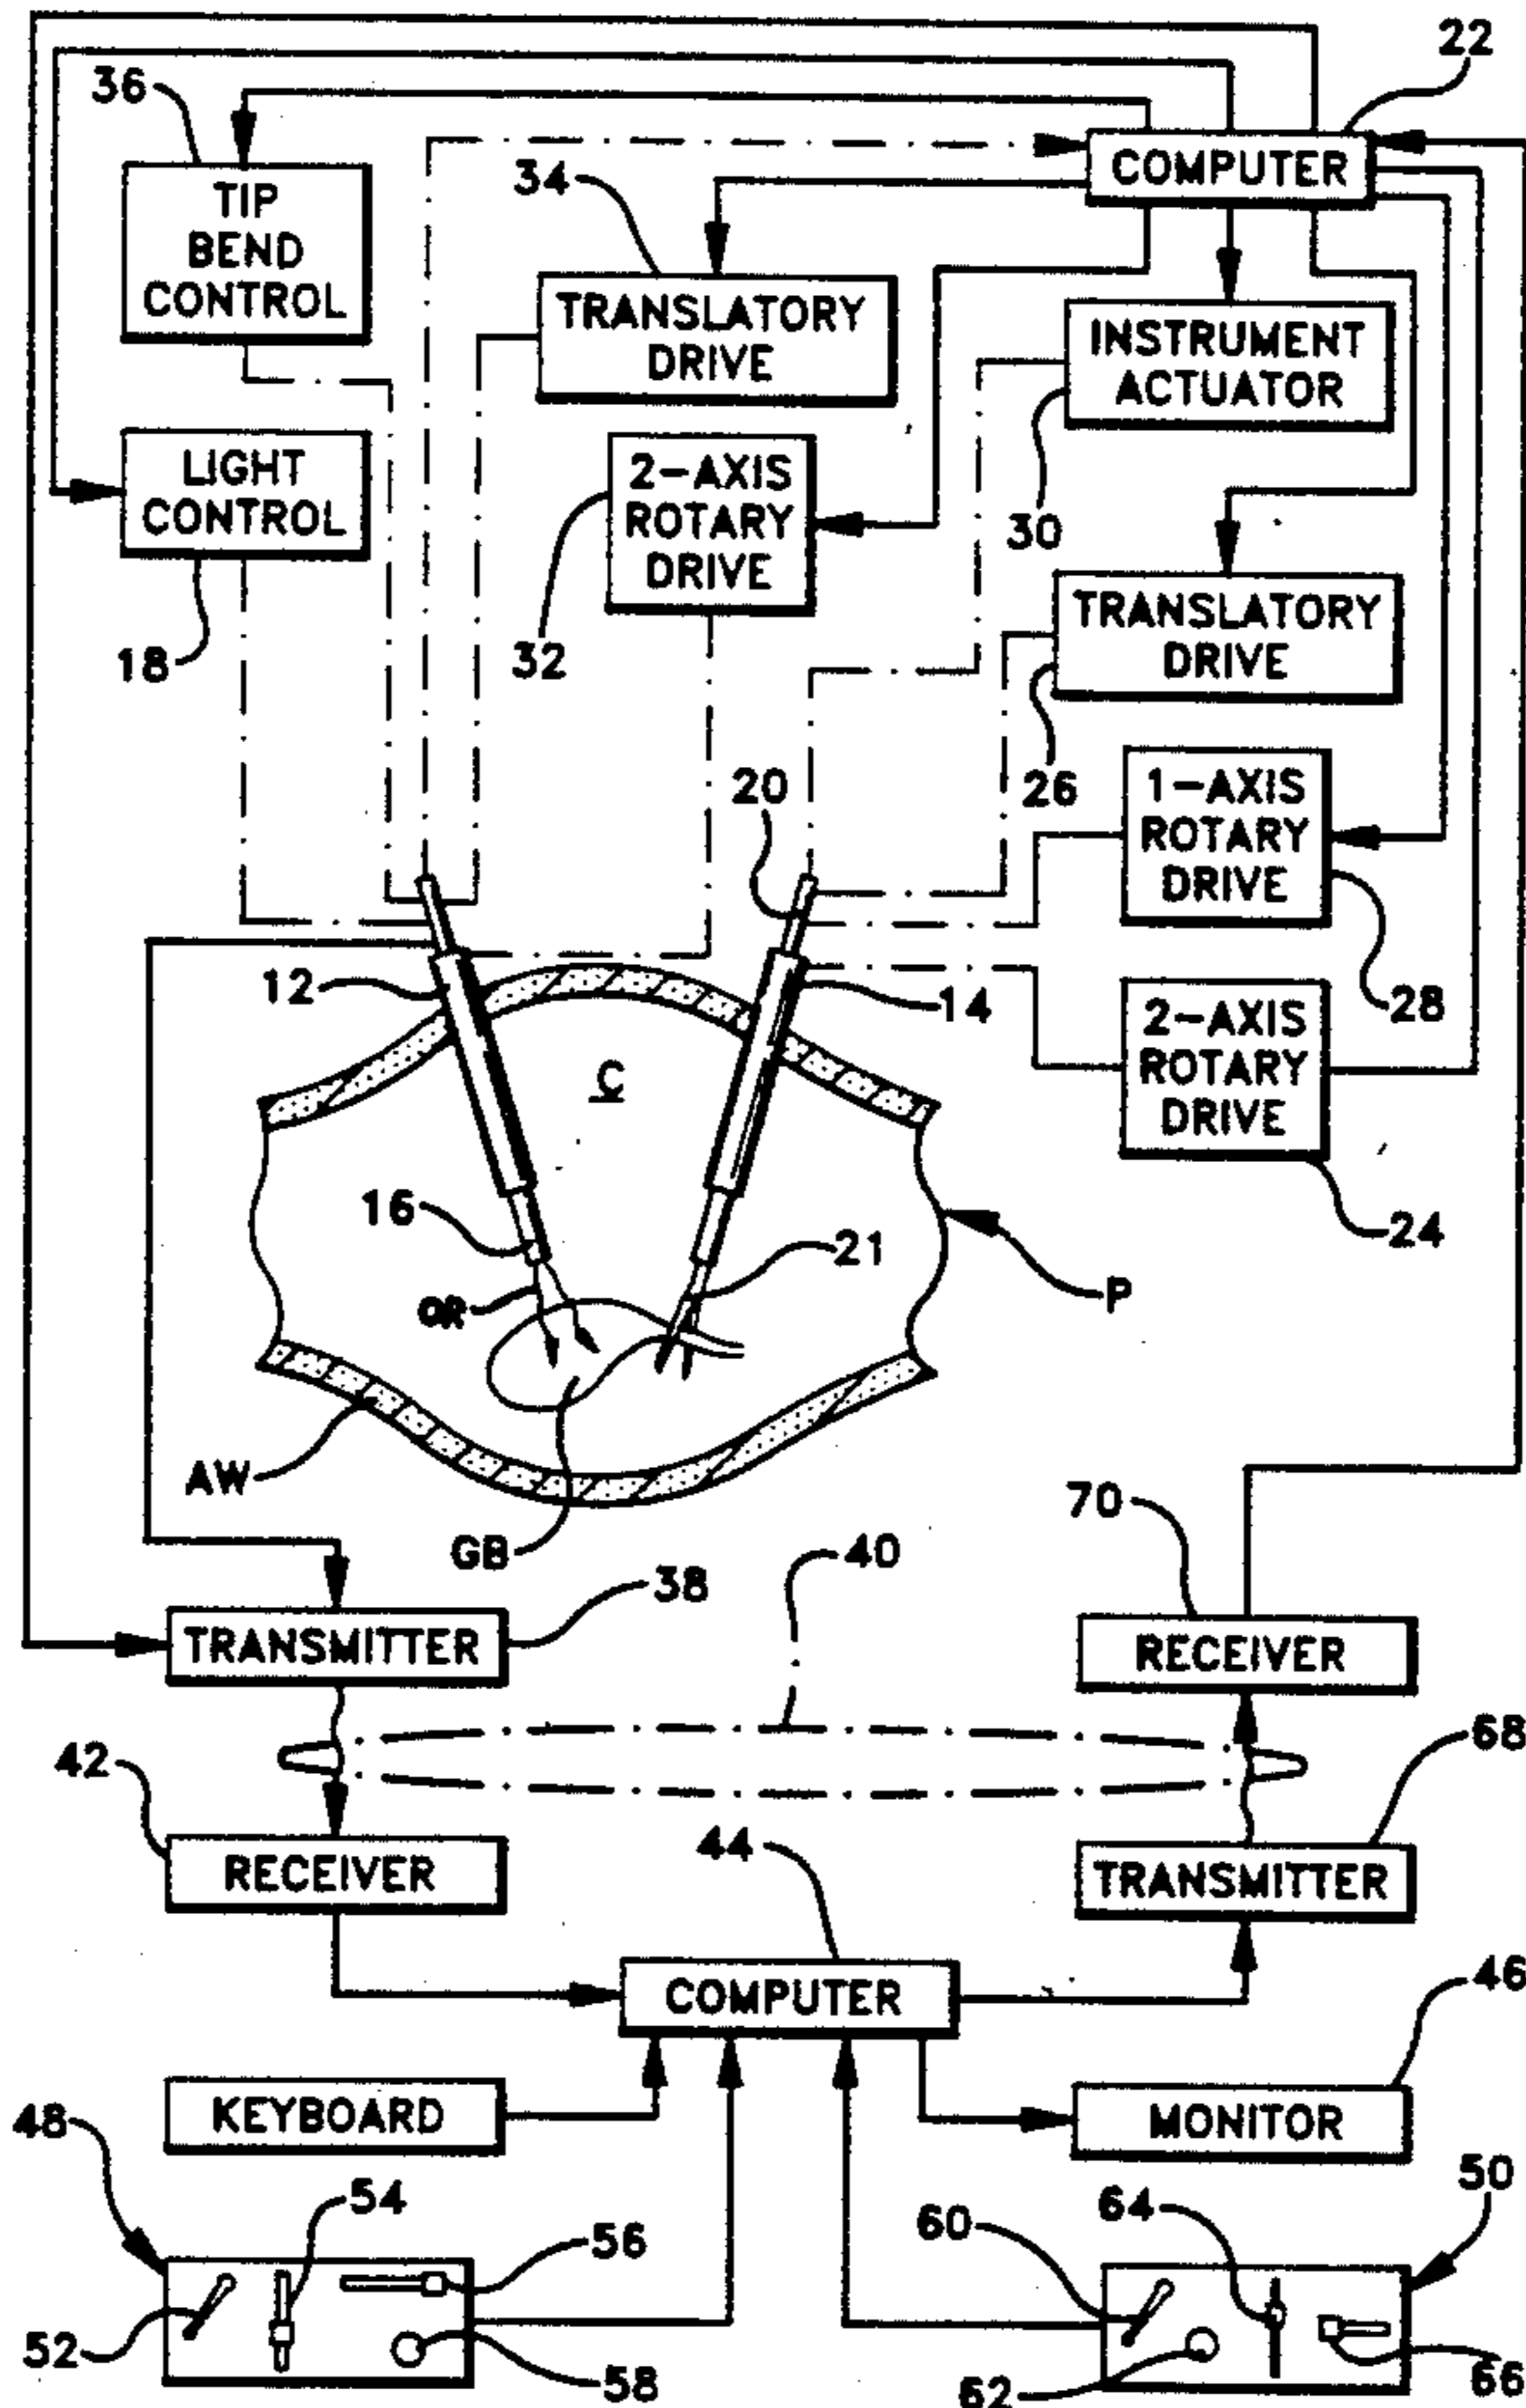 22
36
COMPUTER
34
TIP
BEND
CONTROL
TRANSLATORY
DRIVE
INSTRUMENT
ACTUATOR
LIGHT
CONTROL
2-AXIS
ROTARY
DRIVE
30
18
32
TRANSLATORY
DRIVE
26
20
1-AXIS
ROTARY
DRIVE
12
14
28
C
2-AXIS
ROTARY
DRIVE
16
21
24
OR
P
AW
GB
70
40
38
TRANSMITTER
RECEIVER
42
68
44
RECEIVER
TRANSMITTER
COMPUTER
46
KEYBOARD
MONITOR
48
54
64
50
60
56
52
58
62
66